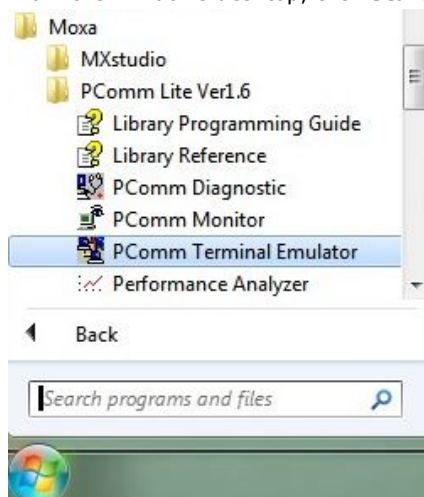 Moxa
MXstudio
PComm Lite Ver1.6
Library Programming Guide
Library Reference
PComm Diagnostic
PComm Monitor
PComm Terminal Emulator
Performance Analyzer
Back
Search programs and files